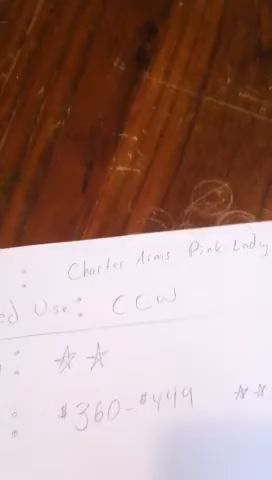 : Charter Arms Pink Lady
ed Use: CCW
: ☆☆
: $360-$449 ☆☆